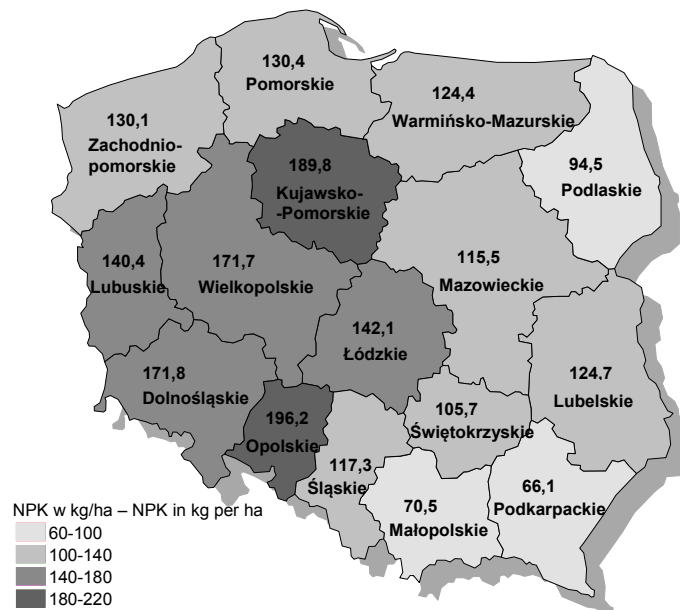 130,4
Pomorskie
124,4
Warmińsko-Mazurskie
130,1
Zachodnio-
pomorskie
94,5
Podlaskie
189,8
Kujawsko-
-Pomorskie
140,4
Lubuskie
171,7
Wielkopolskie
115,5
Mazowieckie
142,1
Łódzkie
171,8
Dolnośląskie
124,7
Lubelskie
196,2
Opolskie
105,7
Świętokrzyskie
117,3
Śląskie
70,5
Małopolskie
66,1
Podkarpackie
NPK w kg/ha – NPK in kg per ha
60-100
100-140
140-180
180-220